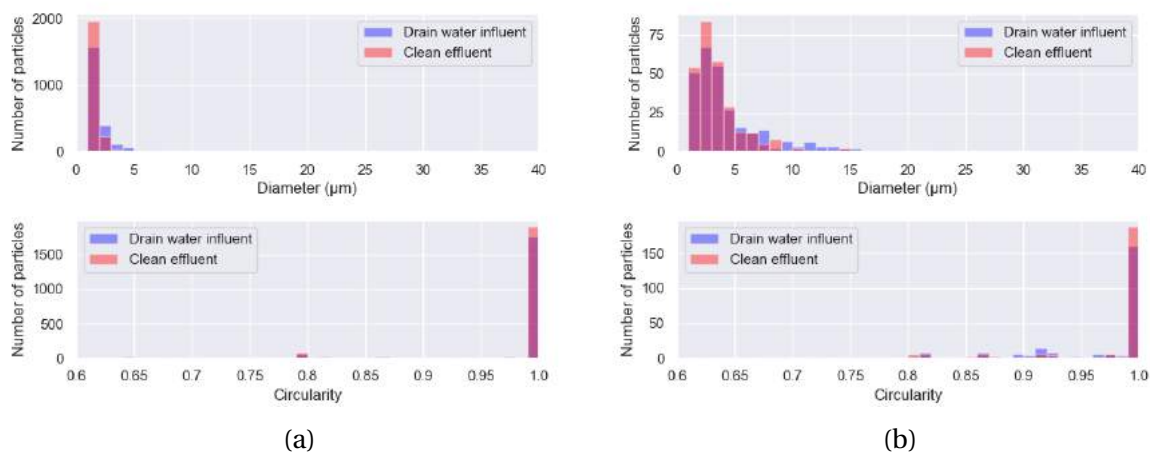 Number of particles
2000
1000
0
Drain water influent
Clean effluent
0 5 10 15 20 25 30 35 40
Diameter (μm)
Number of particles
75
50
25
0
Drain water influent
Clean effluent
0 5 10 15 20 25 30 35 40
Diameter (μm)
Number of particles
1500
1000
500
0
Drain water influent
Clean effluent
0.6 0.65 0.7 0.75 0.8 0.85 0.9 0.95 1.0
Circularity
Number of particles
150
100
50
0
Drain water influent
Clean effluent
0.6 0.65 0.7 0.75 0.8 0.85 0.9 0.95 1.0
Circularity
(a)
(b)